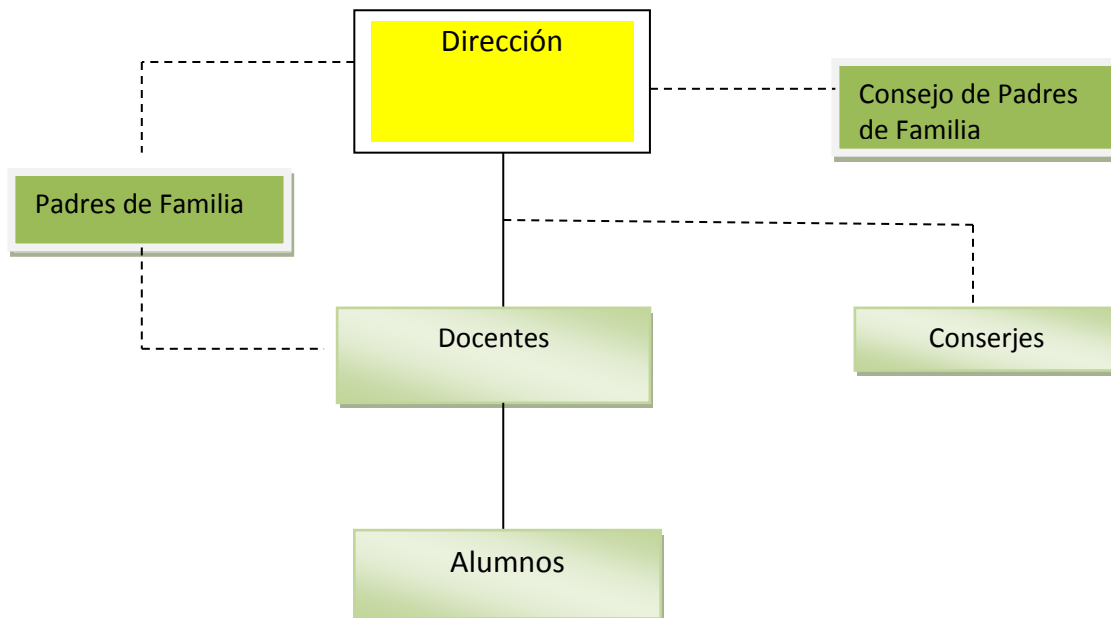 Dirección
Consejo de Padres
de Familia
Padres de Familia
Docentes
Conserjes
Alumnos